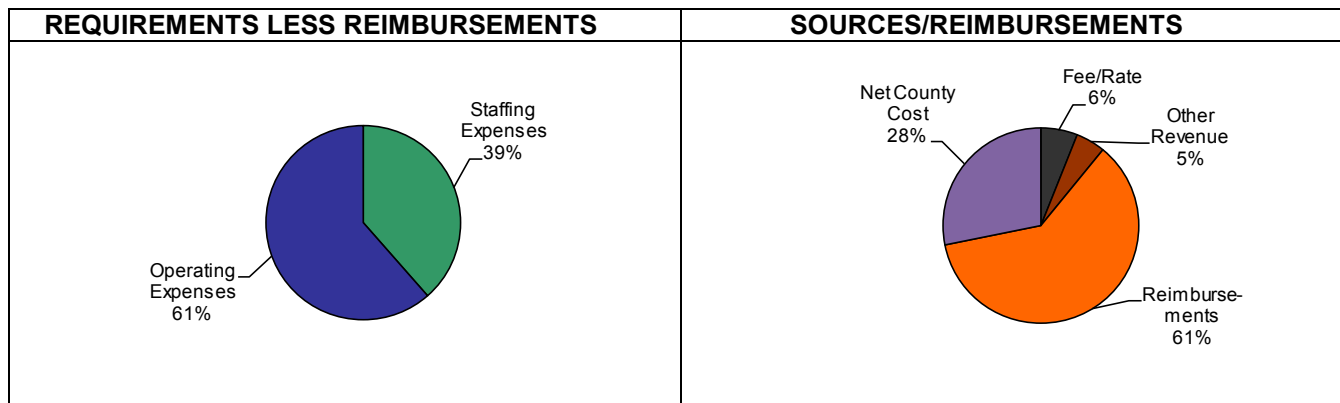 REQUIREMENTS LESS REIMBURSEMENTS
Staffing
Expenses
39%
Operating
Expenses
61%
SOURCES/REIMBURSEMENTS
Net County
Cost
28%
Fee/Rate
6%
Other
Revenue
5%
Reimburse-
ments
61%